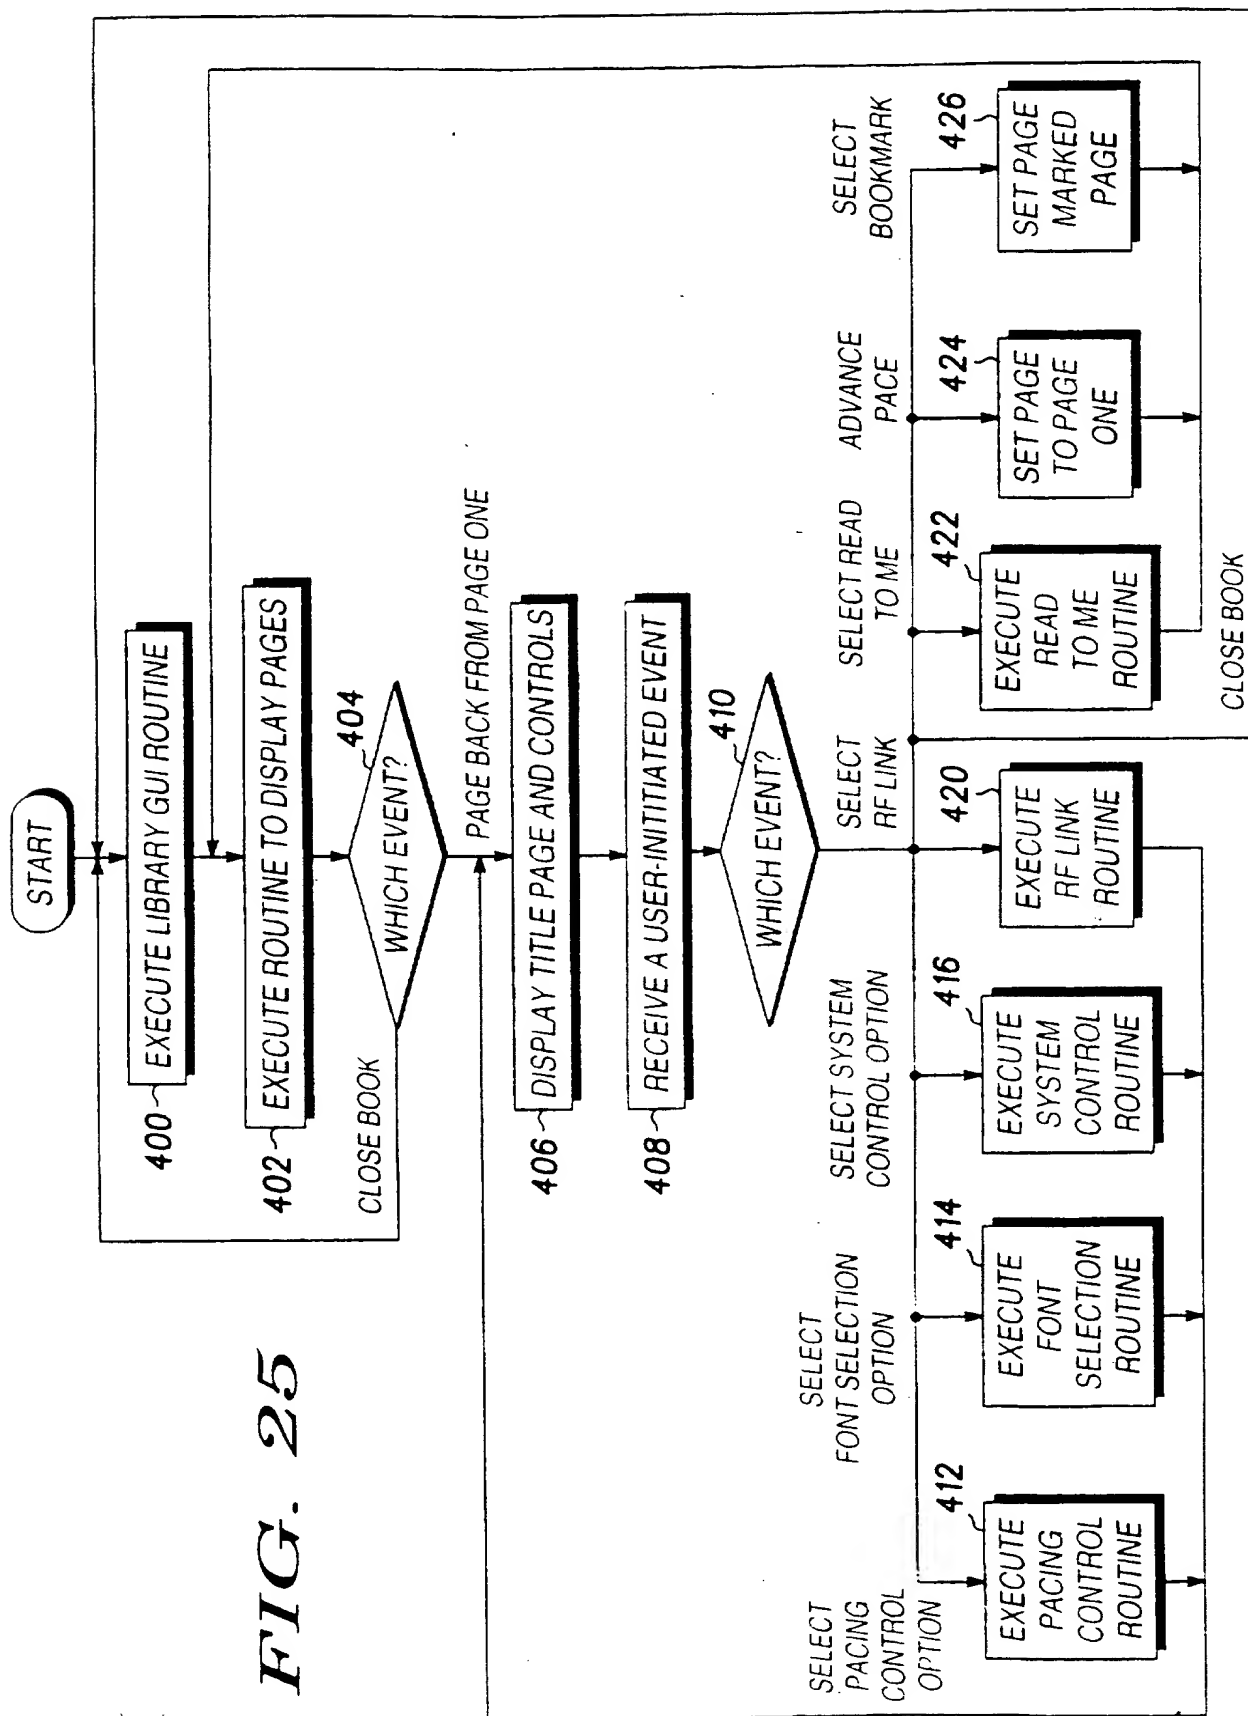 START
400
EXECUTE LIBRARY GUI ROUTINE
402
EXECUTE ROUTINE TO DISPLAY PAGES
404
WHICH EVENT?
CLOSE BOOK
PAGE BACK FROM PAGE ONE
406
DISPLAY TITLE PAGE AND CONTROLS
408
RECEIVE A USER-INITITIATED EVENT
410
WHICH EVENT?
SELECT
PACING
CONTROL
OPTION
412
EXECUTE
PACING
CONTROL
ROUTINE
SELECT
FONT SELECTION
OPTION
414
EXECUTE
FONT
SELECTION
ROUTINE
SELECT SYSTEM
CONTROL OPTION
416
EXECUTE
SYSTEM
CONTROL
ROUTINE
SELECT
RF LINK
420
EXECUTE
RF LINK
ROUTINE
SELECT READ
TO ME
422
EXECUTE
READ
TO ME
ROUTINE
ADVANCE
PACE
424
SET PAGE
TO PAGE
ONE
SELECT
BOOKMARK
426
SET PAGE
MARKED
PAGE
CLOSE BOOK
FIG. 25